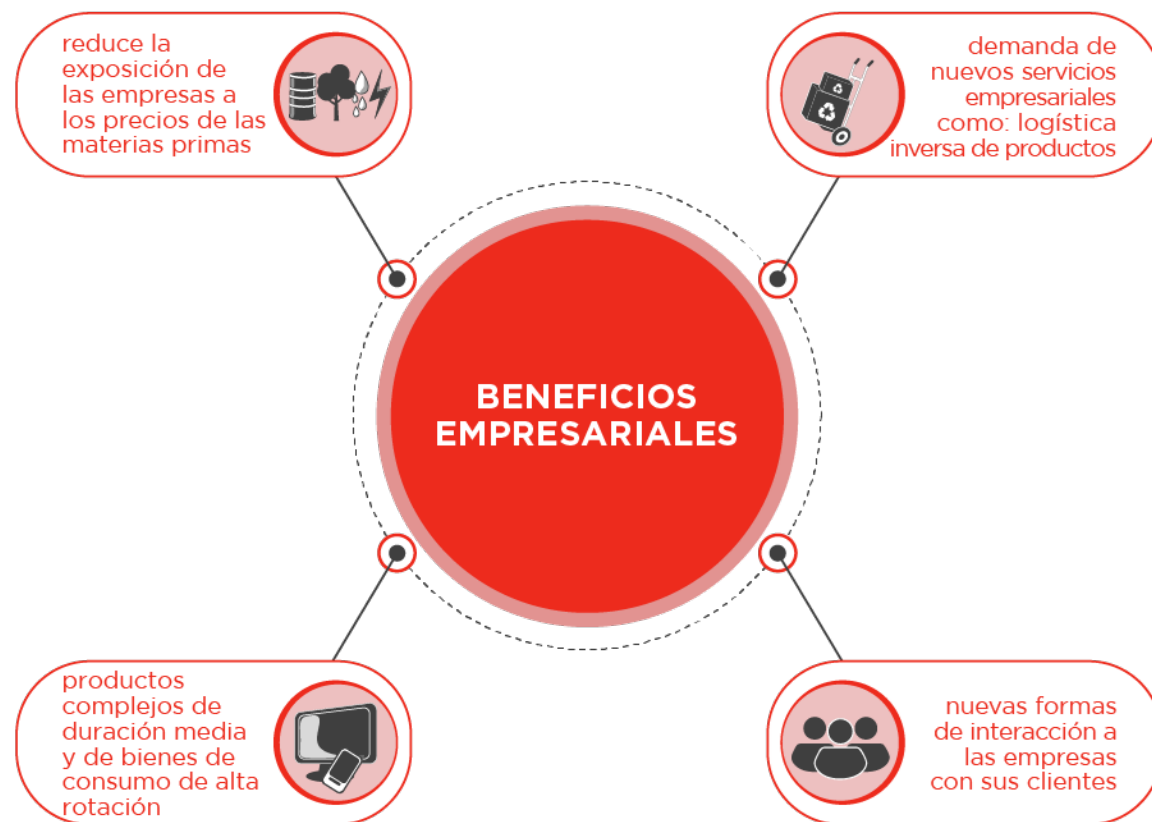 reduce la
exposición de
las empresas a
los precios de las
materias primas
demanda de
nuevos servicios
empresariales
como: logística
inversa de productos
BENEFICIOS
EMPRESARIALES
productos
complejos de
duración media
y de bienes de
consumo de alta
rotación
nuevas formas
de interacción a
las empresas
con sus clientes